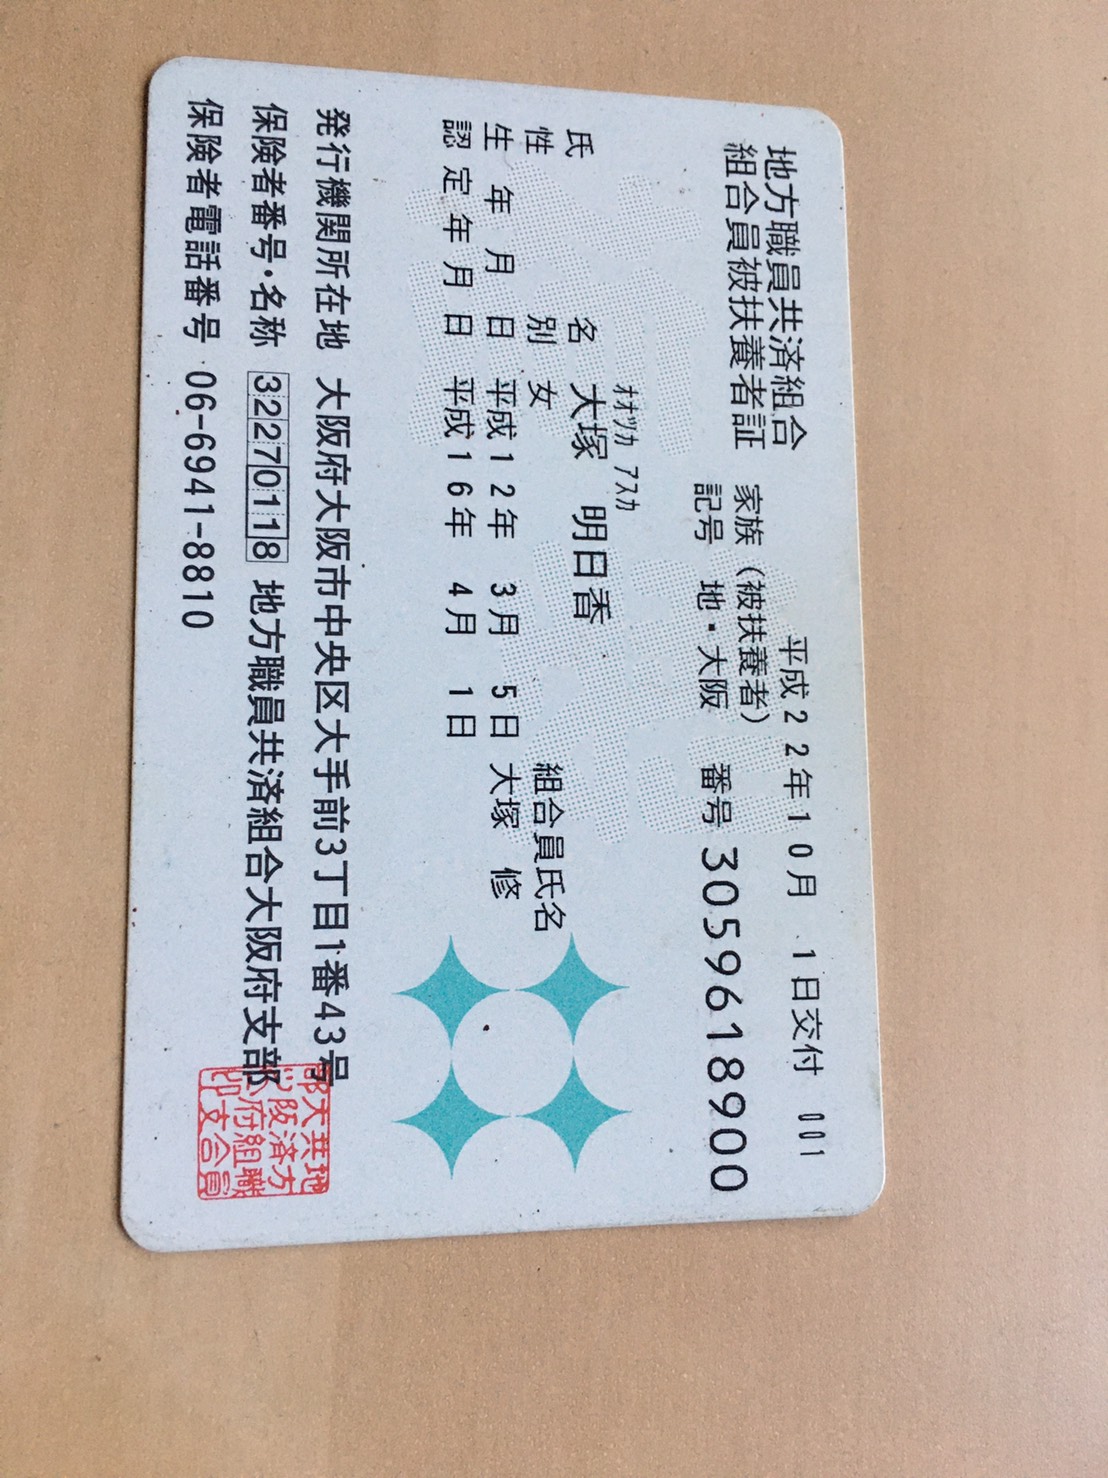 地方職員共済組合
組合員被扶養者証
平成22年10月 1日交付 001
家族(被扶養者)
記号 地・大阪 番号 3059618900
オオツカ アスカ
氏名 大塚 明日香
性別 女
組合員氏名
生年月日 平成12年 3月 5日 大塚 修
認定年月日 平成16年 4月 1日
発行機関所在地 大阪府大阪市中央区大手前3丁目1番43号
保険者番号・名称 32270118 地方職員共済組合大阪府支部
保険者電話番号 06-6941-8810